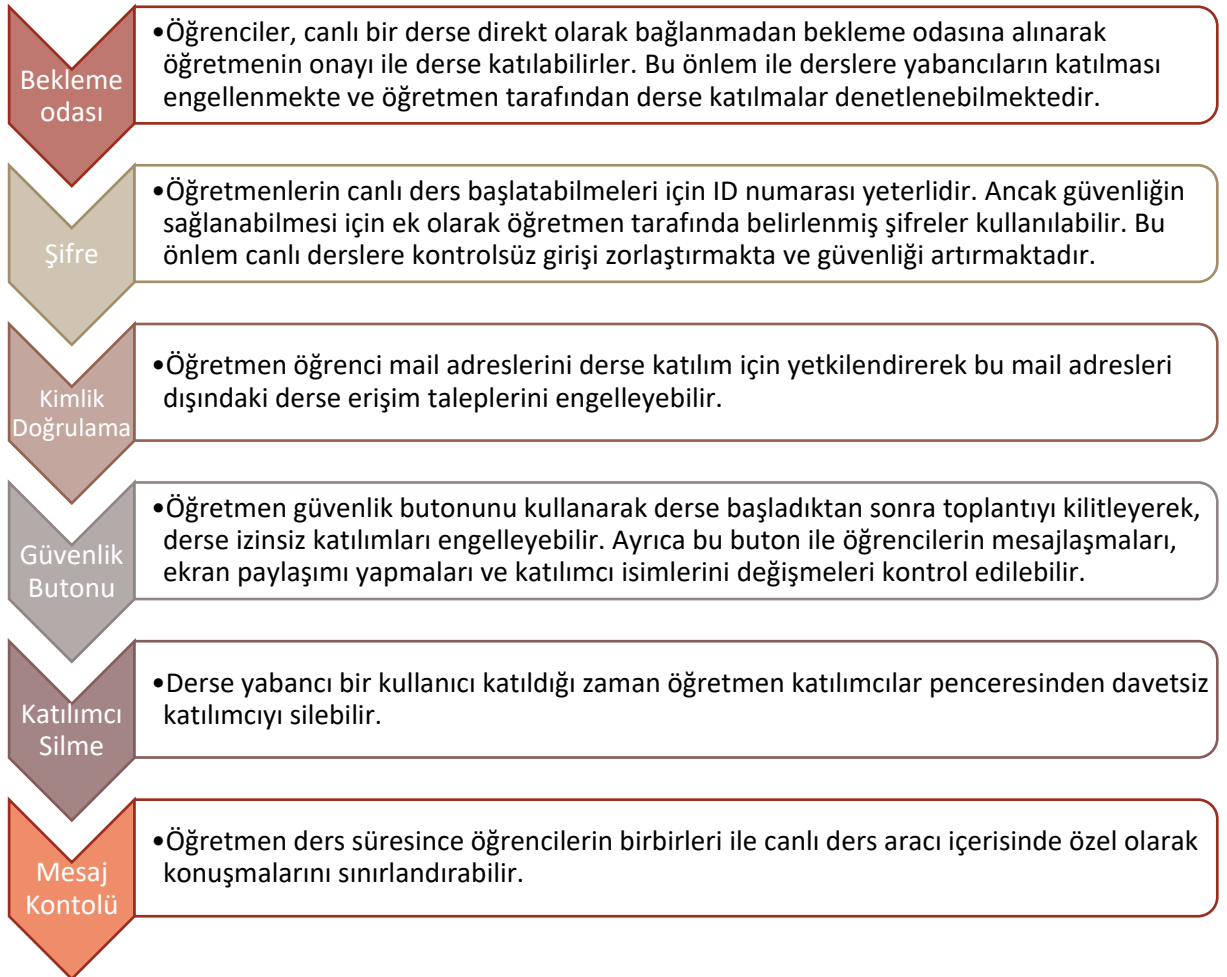 Bekleme
odası
•Öğrenciler, canlı bir derse direkt olarak bağlanmadan bekleme odasına alınarak
öğretmenin onayı ile derse katılabilirler. Bu önlem ile derslere yabancıların katılması
engellenmekte ve öğretmen tarafından derse katılmalar denetlenebilmektedir.
Şifre
•Öğretmenlerin canlı ders başlatabilmeleri için ID numarası yeterlidir. Ancak güvenliğin
sağlanabilmesi için ek olarak öğretmen tarafında belirlenmiş şifreler kullanılabilir. Bu
önlem canlı derslere kontrolsüz girişi zorlaştırmakta ve güvenliği artırmaktadır.
Kimlik
Doğrulama
•Öğretmen öğrenci mail adreslerini derse katılım için yetkilendirerek bu mail adresleri
dışındaki derse erişim taleplerini engelleyebilir.
Güvenlik
Butonu
•Öğretmen güvenlik butonunu kullanarak derse başladıktan sonra toplantıyı kilitleyerek,
derse izinsiz katılımları engelleyebilir. Ayrıca bu buton ile öğrencilerin mesajlaşmaları,
ekran paylaşımı yapmaları ve katılımcı isimlerini değişmeleri kontrol edilebilir.
Katılımcı
Silme
•Derse yabancı bir kullanıcı katıldığı zaman öğretmen katılımcılar penceresinden davetsiz
katılımcıyı silebilir.
Mesaj
Kontolü
•Öğretmen ders süresince öğrencilerin birbirleri ile canlı ders aracı içerisinde özel olarak
konuşmalarını sınırlandırabilir.